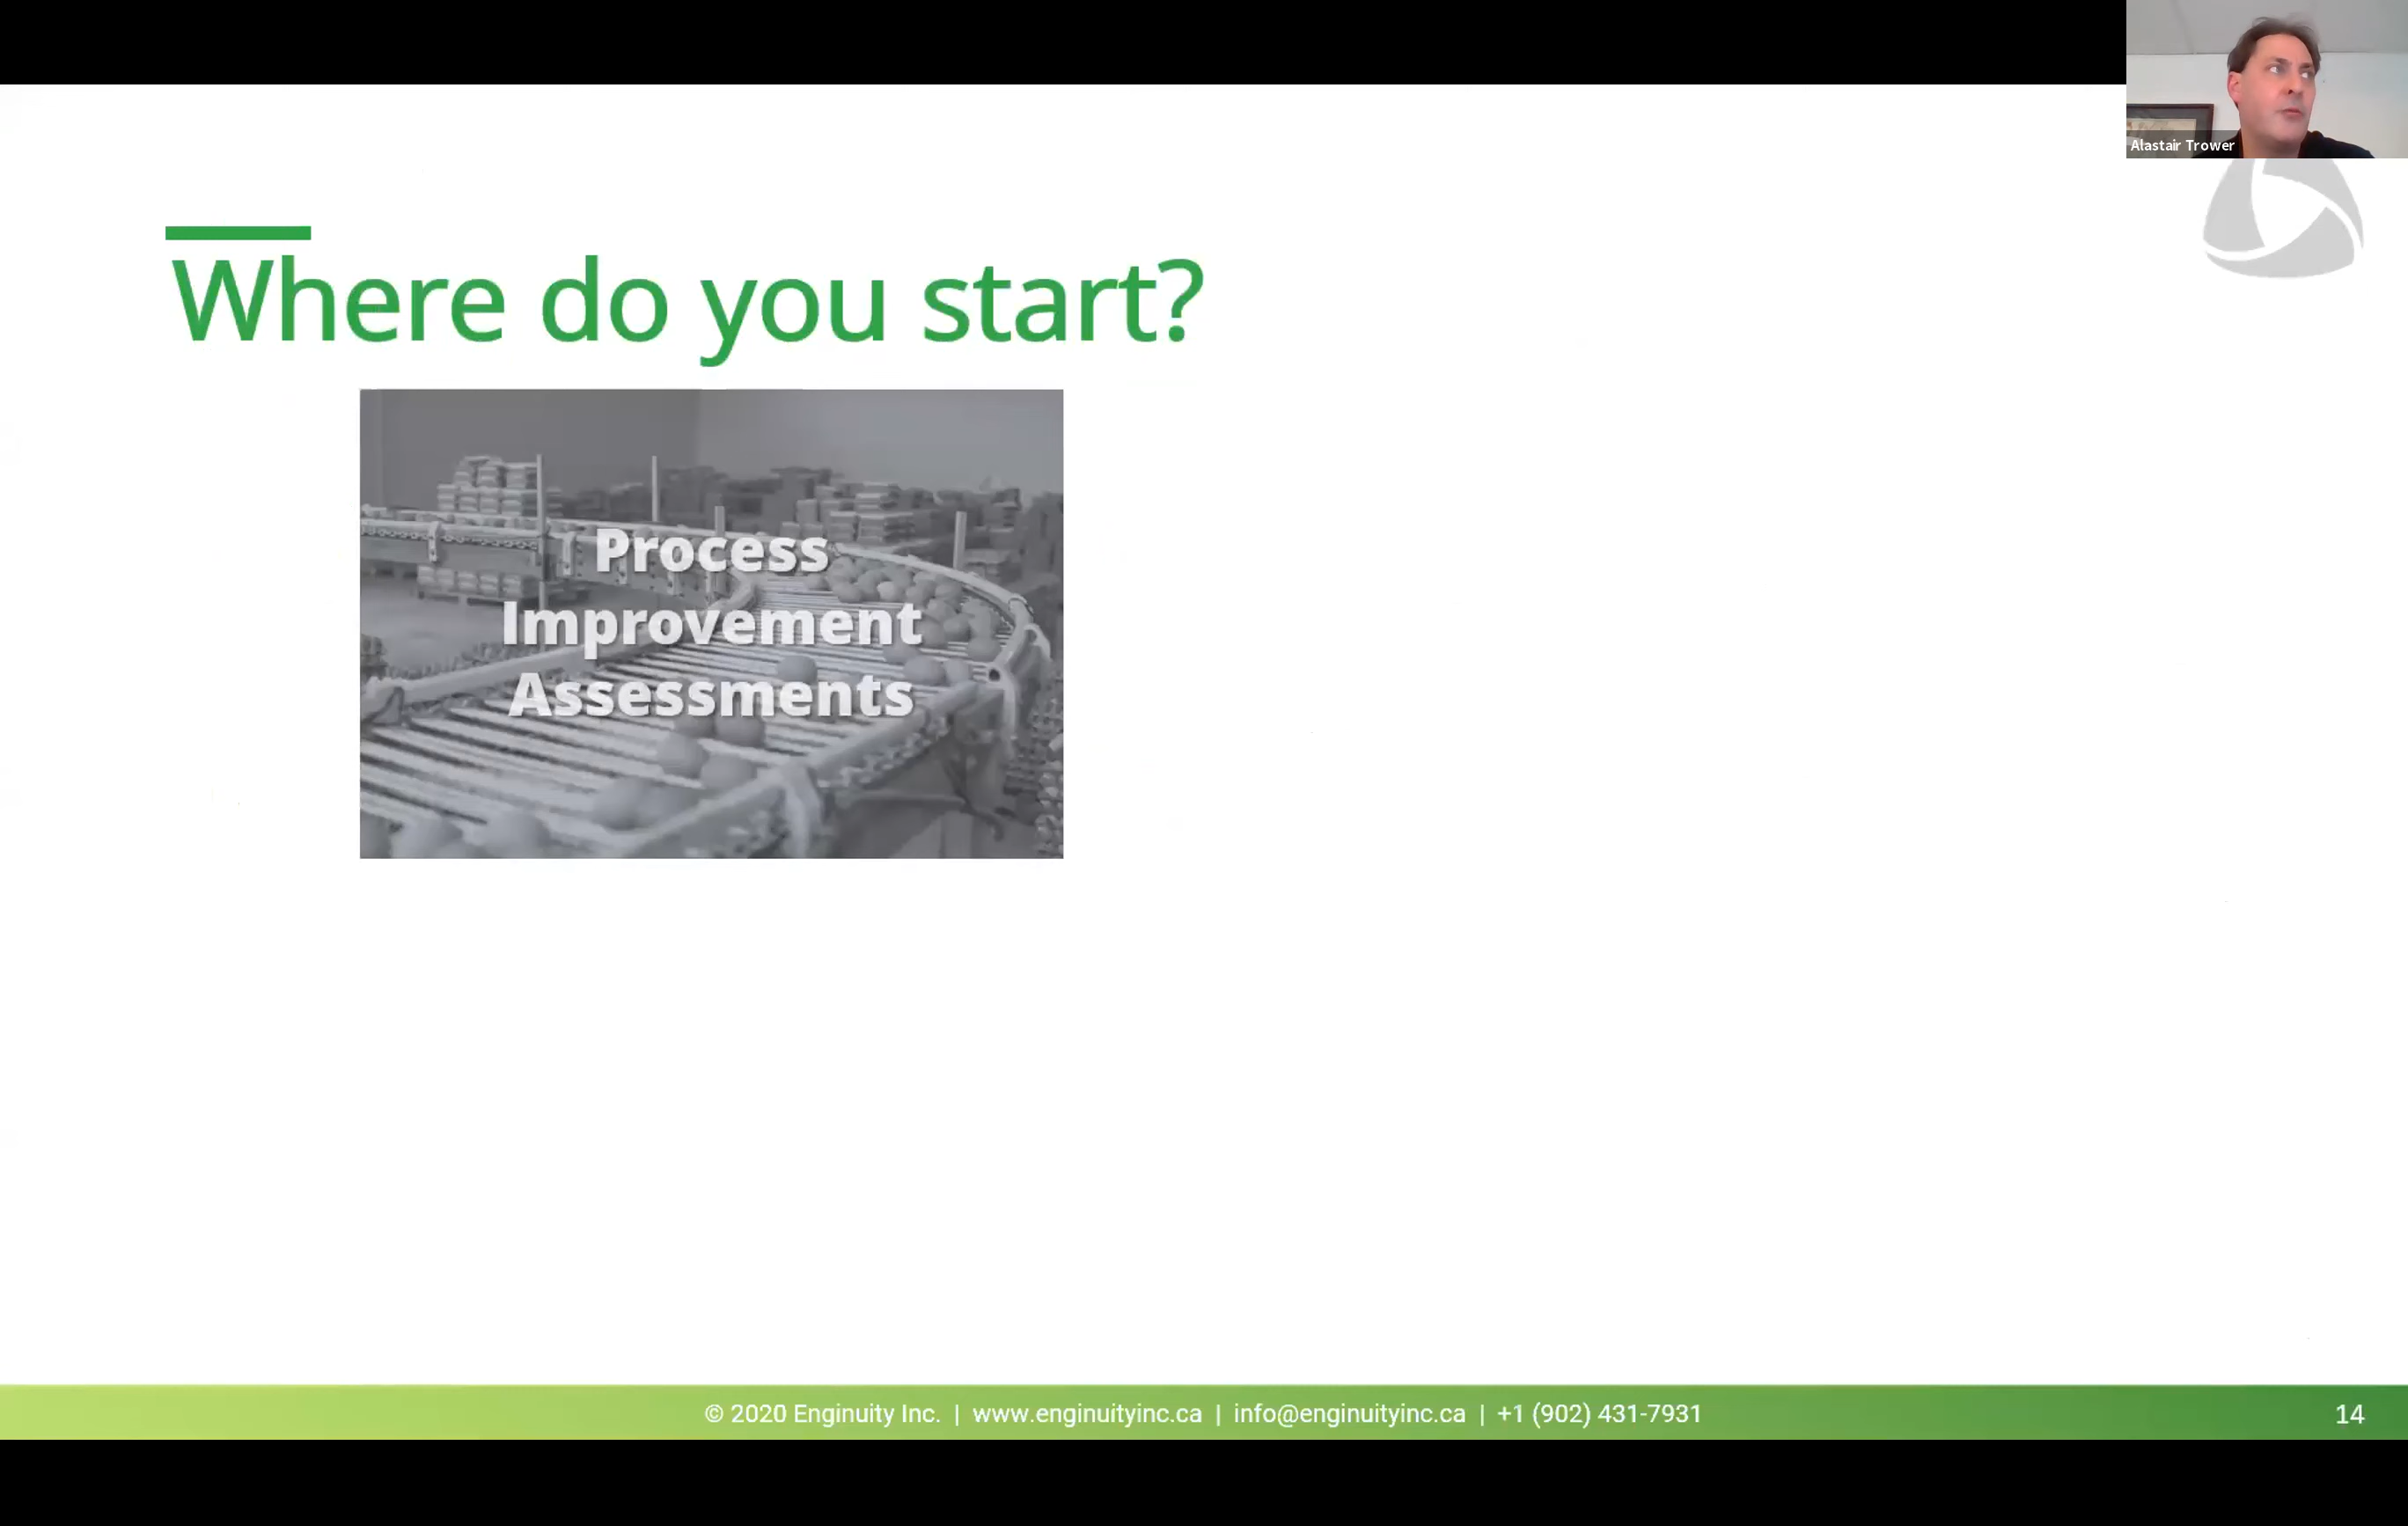 Alastair Trower
Where do you start?
Process
Improvement
Assessments
© 2020 Enginuity Inc. | www.enginuityinc.ca | info@enginuityinc.ca | +1 (902) 431-7931
14